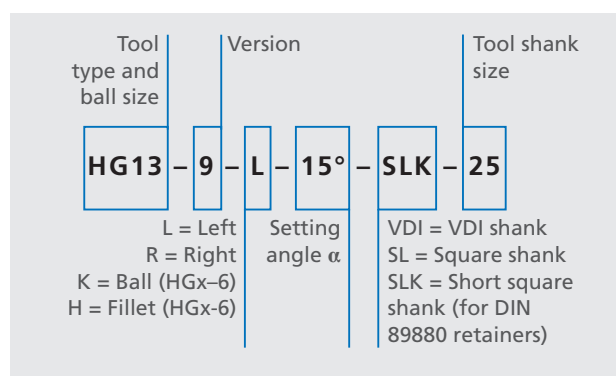 Tool
type and
ball size
Version
Tool shank
size
HG13 – 9 – L – 15° – SLK – 25
L = Left
R = Right
K = Ball (HGx–6)
H = Fillet (HGx-6)
Setting
angle α
VDI = VDI shank
SL = Square shank
SLK = Short square
shank (for DIN
89880 retainers)